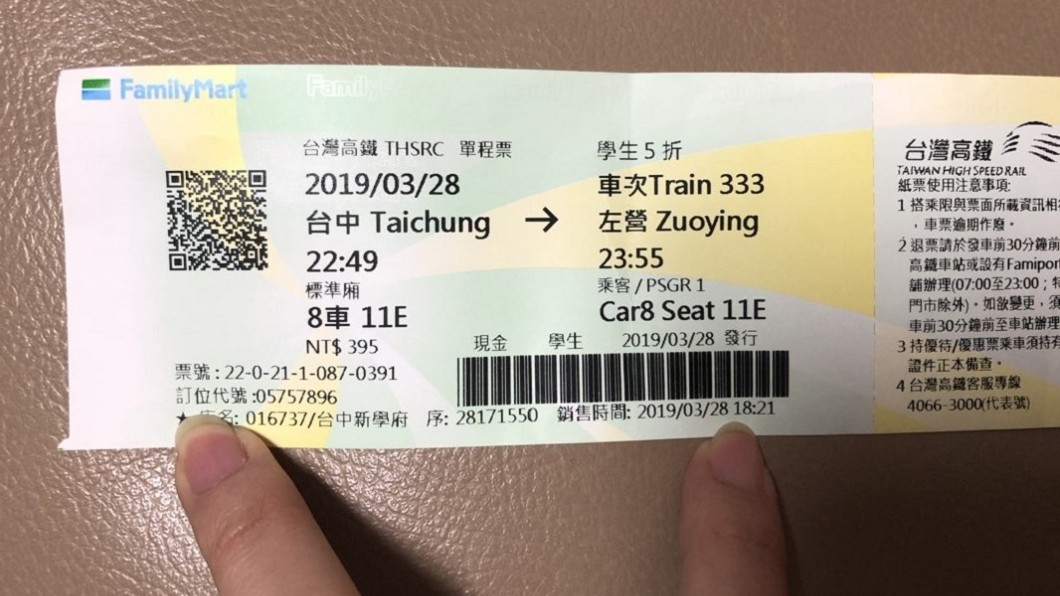 FamilyMart
Family
台灣高鐵 THSRC 單程票 學生5折
2019/03/28 車次Train 333
台中 Taichung → 左營 Zuoying
22:49 23:55
標準廂 乘客 / PSGR 1
8車 11E Car8 Seat 11E
NT$ 395 現金 學生 2019/03/28 發行
票號:22-0-21-1-087-0391
訂位代號:05757896
★ 店名: 016737/台中新學府 序: 28171550 銷售時間: 2019/03/28 18:21
台灣高鐵
TAIWAN HIGH SPEED RAIL
紙票使用注意事項:
1 搭乘限與票面所載資訊相
,車票逾期作廢。
2 退票請於發車前30分鐘前
高鐵車站或設有Famiport
舖辦理(07:00至23:00;特
門市除外)。如欲變更,須
車前30分鐘前至車站辦理
3 持優待/優惠票乘車須持有
證件正本備查。
4 台灣高鐵客服專線
4066-3000(代表號)